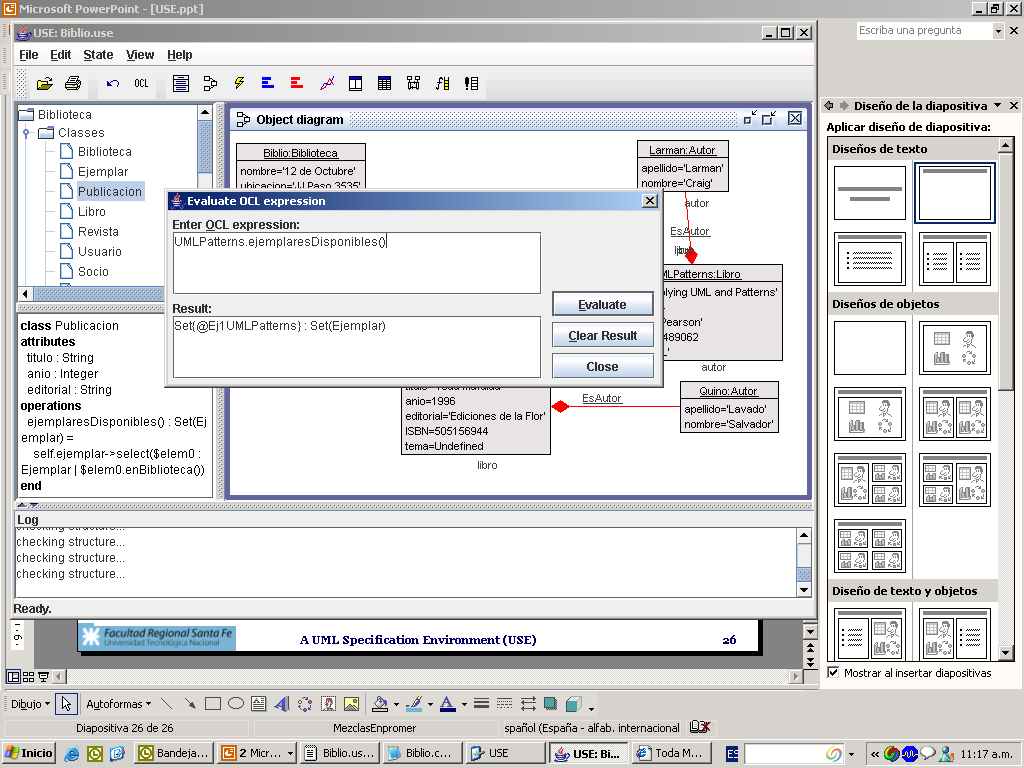 Microsoft PowerPoint - [USE.ppt]
USE: Biblio.use
Escriba una pregunta
File Edit State View Help
OCL
Biblioteca
Classes
Biblioteca
Ejemplar
Publicacion
Libro
Revista
Usuario
Socio
class Publicacion
attributes
titulo : String
anio : Integer
editorial : String
operations
ejemplaresDisponibles() : Set(Ej
emplar) =
self.ejemplar->select($elem0 :
Ejemplar | $elem0.enBiblioteca())
end
Object diagram
Biblio:Biblioteca
nombre='12 de Octubre'
ubicacion='JJ Paso 3535'
Larman:Autor
apellido='Larman'
nombre='Craig'
autor
EsAutor
MLPatterns:Libro
plying UML and Patterns'
Pearson'
489062
autor
anio=1996
editorial='Ediciones de la Flor'
ISBN=505156944
tema=Undefined
libro
EsAutor
Quino:Autor
apellido='Lavado'
nombre='Salvador'
Evaluate OCL expression
Enter OCL expression:
UMLPatterns.ejemplaresDisponibles()
Result:
Set{@Ej1UMLPatterns} : Set(Ejemplar)
Evaluate
Clear Result
Close
Log
checking structure...
checking structure...
checking structure...
checking structure...
Ready.
Facultad Regional Santa Fe
Universidad Tecnológica Nacional
A UML Specification Environment (USE)
26
Diseño de la diapositiva
Aplicar diseño de diapositiva:
Diseños de texto
Diseños de objetos
Diseño de texto y objetos
Mostrar al insertar diapositivas
Dibujo
Autoformas
Diapositiva 26 de 26
MezclasEnpromer
spañol (España - alfab. internacional
Inicio
Bandeja...
2 Micr...
Biblio.us...
Biblio.c...
USE
USE: Bi...
Toda M...
ES
11:17 a.m.